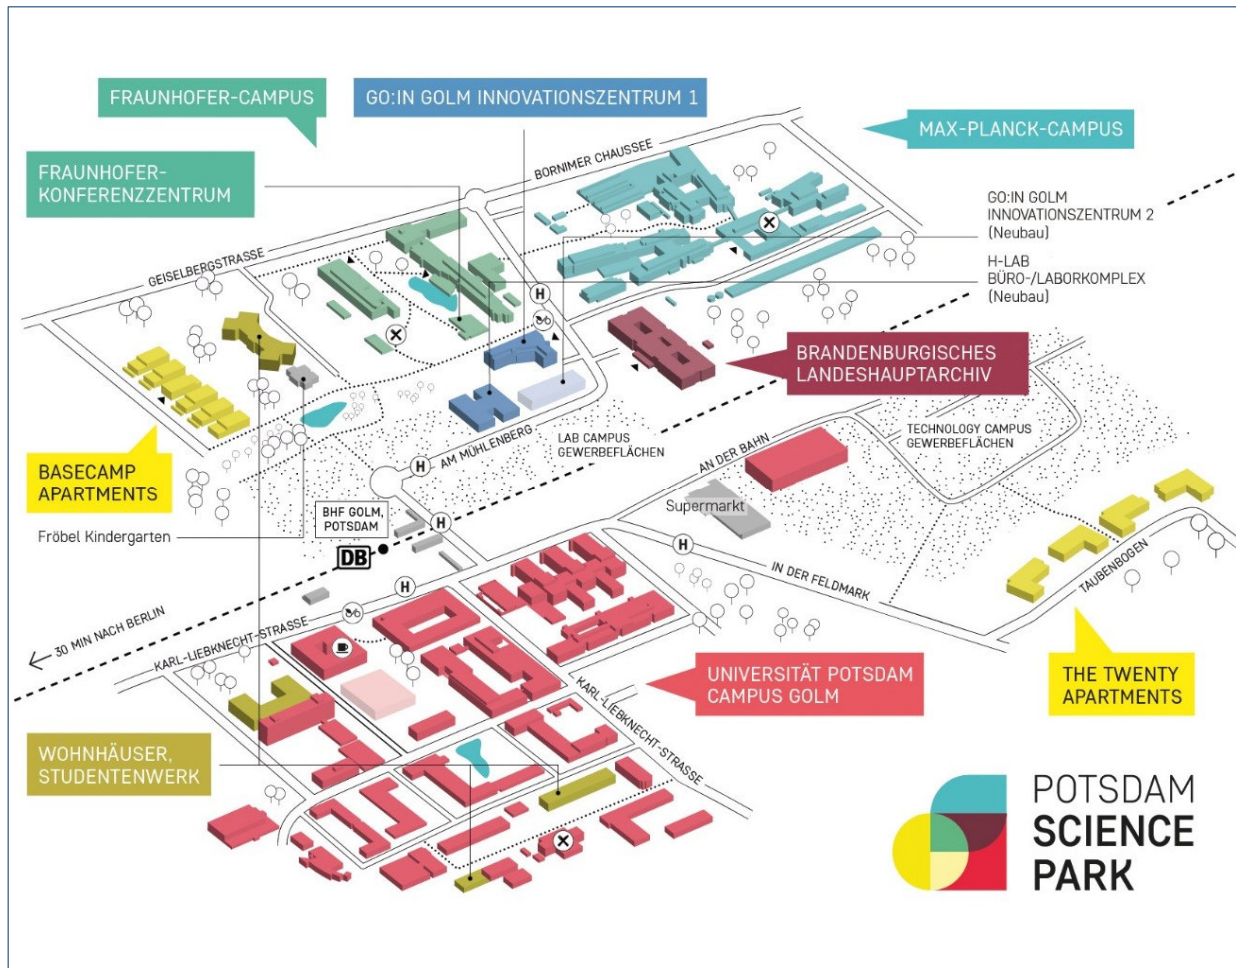 FRAUNHOFER-CAMPUS
GO:IN GOLM INNOVATIONSZENTRUM 1
MAX-PLANCK-CAMPUS
BORNIMER CHAUSSEE
FRAUNHOFER-
KONFERENZZENTRUM
GO:IN GOLM
INNOVATIONSZENTRUM 2
(Neubau)
H-LAB
BÜRO-/LABORKOMPLEX
(Neubau)
GEISELBERGSTRASSE
H
BRANDENBURGISCHES
LANDESHAUPTARCHIV
TECHNOLOGY CAMPUS
GEWERBEFLÄCHEN
LAB CAMPUS
GEWERBEFLÄCHEN
AM MÜHLENBERG
H
AN DER BAHN
BASECAMP
APARTMENTS
Fröbel Kindergarten
BHF GOLM,
POTSDAM
DB
H
Supermarkt
H
IN DER FELDMARK
TAUBENBOGEN
H
30 MIN NACH BERLIN
KARL-LIEBKNECHT-STRASSE
UNIVERSITÄT POTSDAM
CAMPUS GOLM
THE TWENTY
APARTMENTS
KARL-LIEBKNECHT-STRASSE
WOHNHÄUSER,
STUDENTENWERK
POTSDAM
SCIENCE
PARK